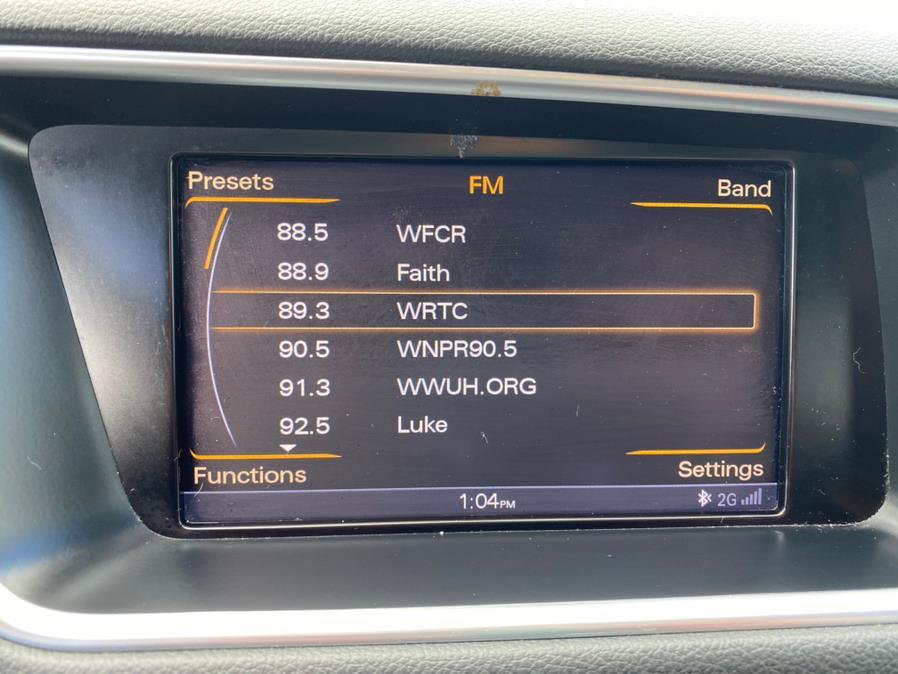 Presets FM Band
88.5 WFCR
88.9 Faith
89.3 WRTC
90.5 WNPR90.5
91.3 WWUH.ORG
92.5 Luke
Functions Settings
1:04PM 2G